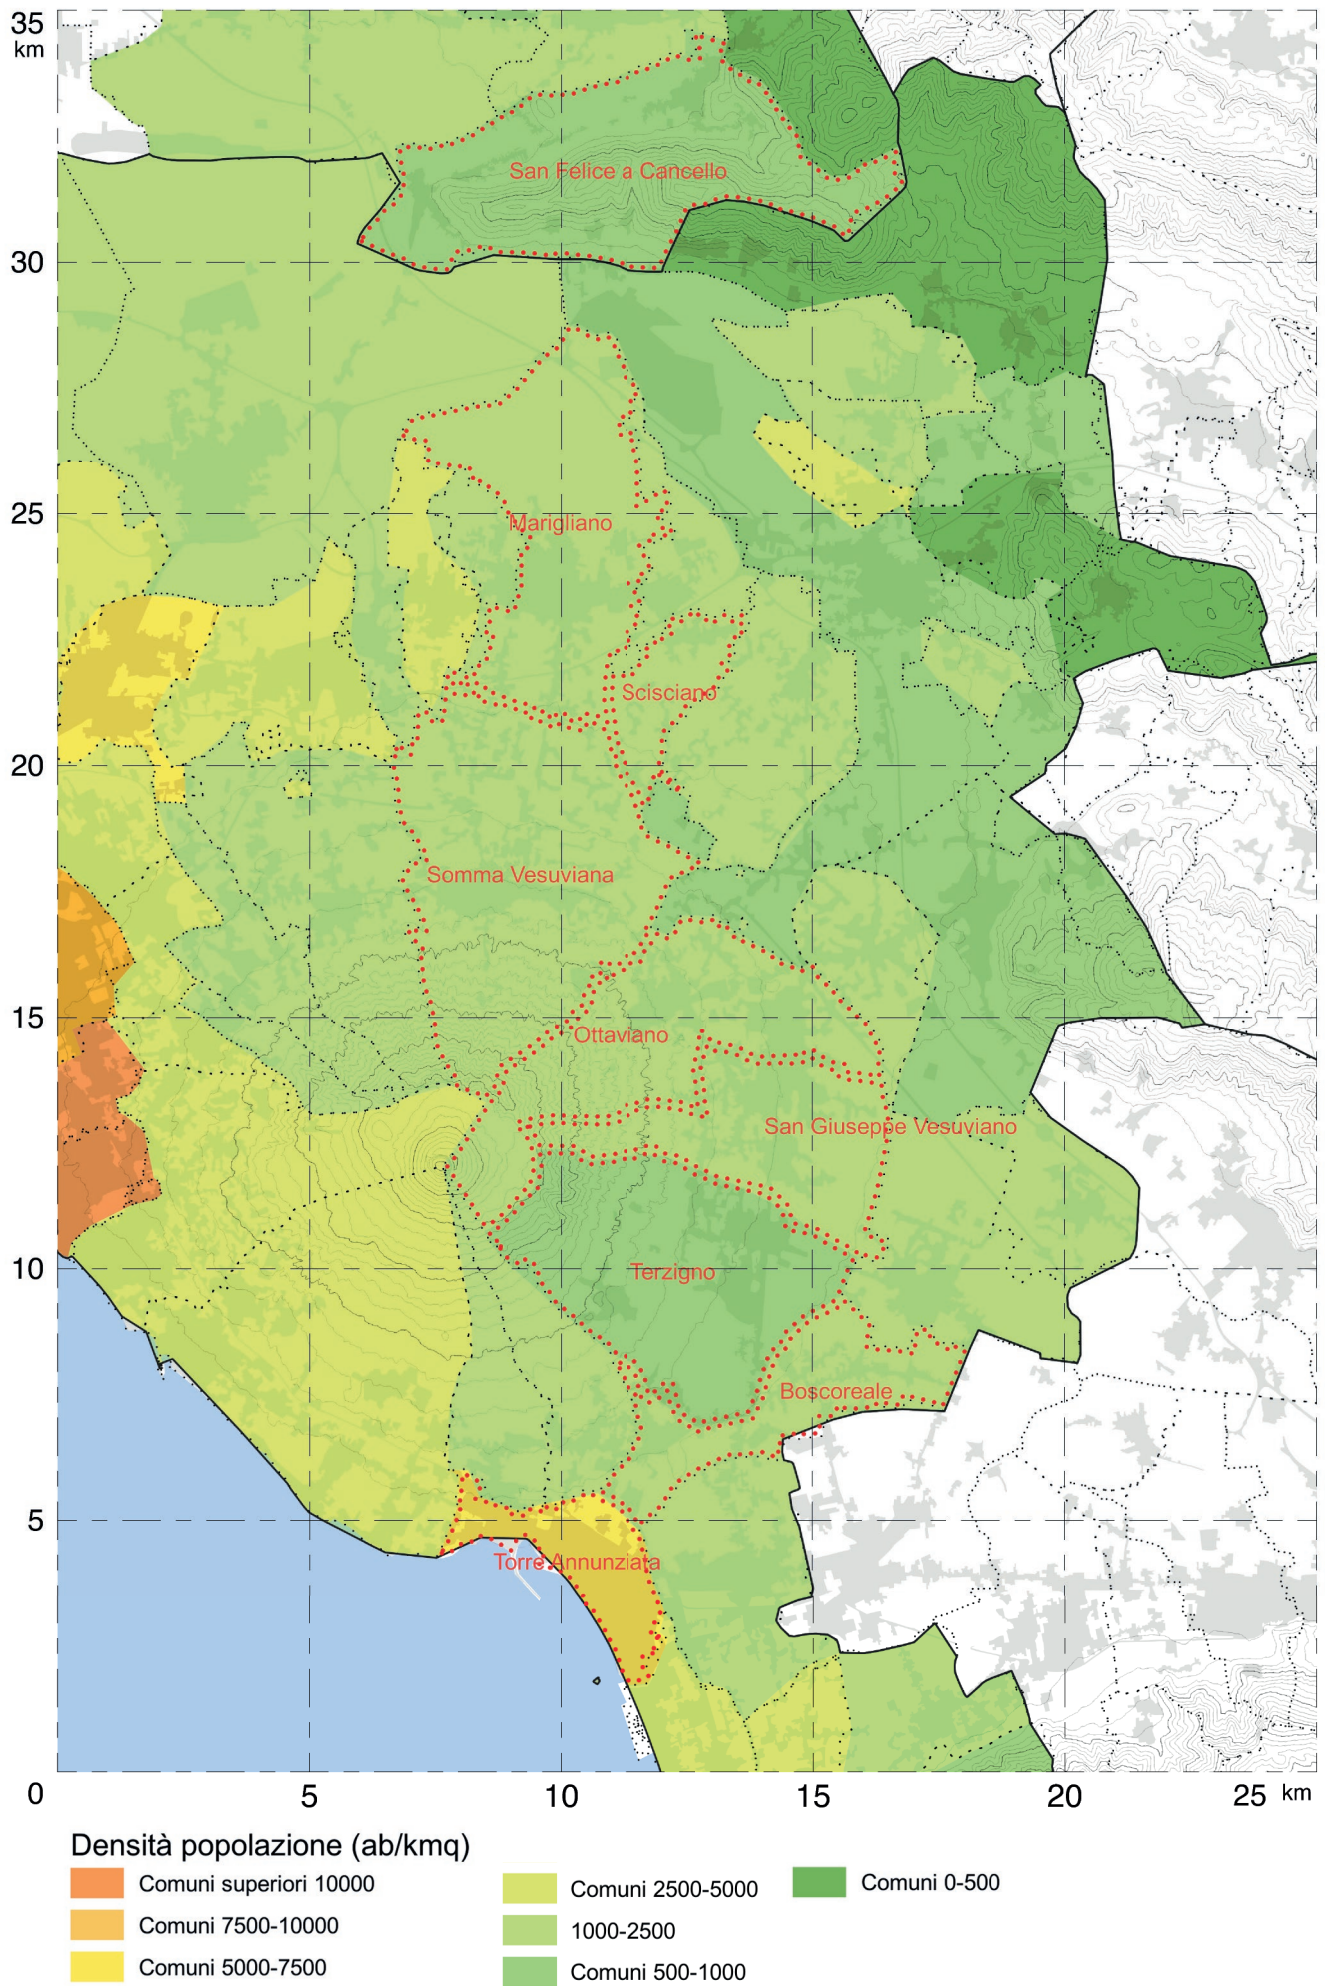 35
km
San Felice a Cancello
30
25
Marigliano
Scisciano
20
Somma Vesuviana
15
Ottaviano
San Giuseppe Vesuviano
10
Terzigno
Boscoreale
5
Torre Annunziata
0
5
10
15
20
25 km
Densità popolazione (ab/kmq)
Comuni superiori 10000
Comuni 7500-10000
Comuni 5000-7500
Comuni 2500-5000
1000-2500
Comuni 500-1000
Comuni 0-500